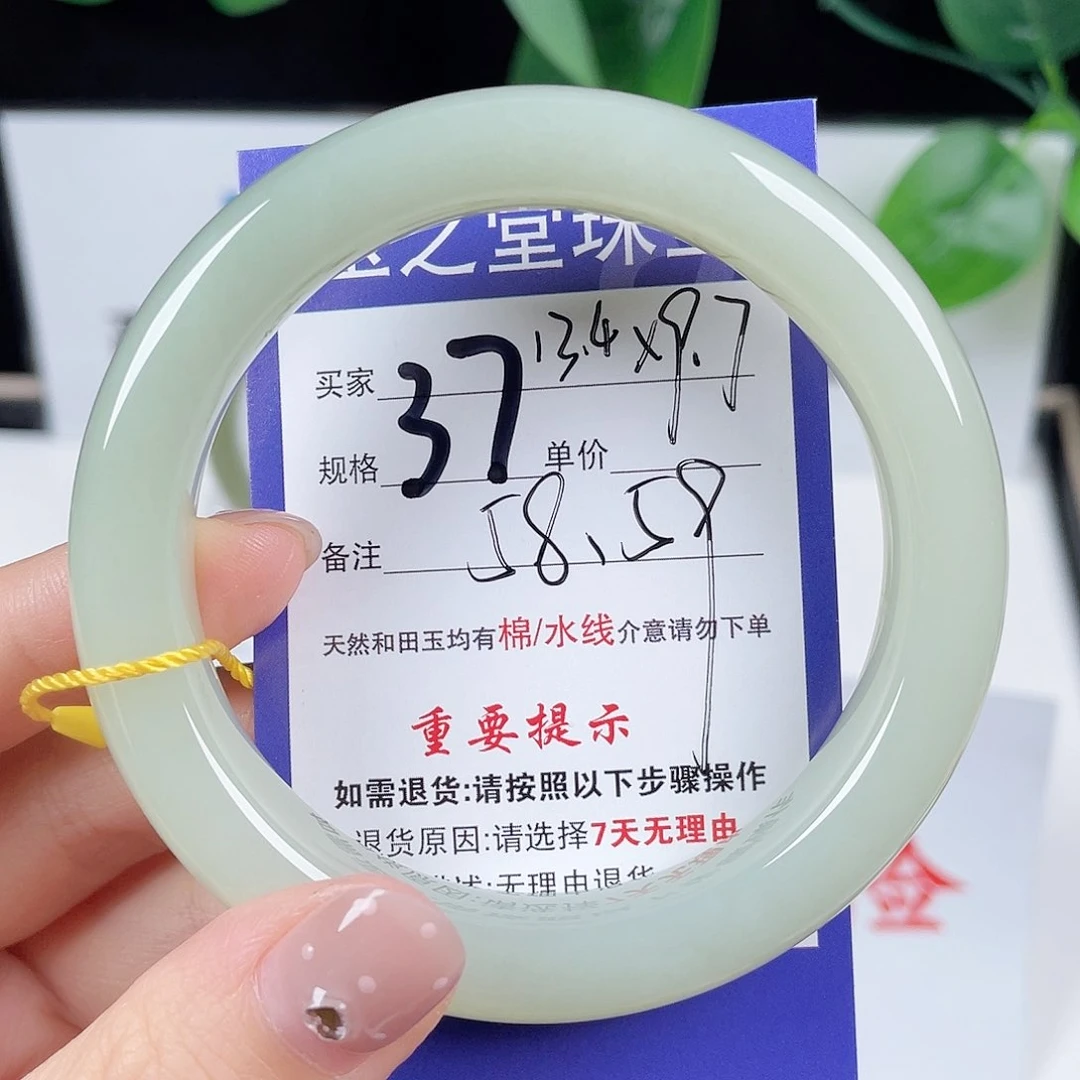 之堂珠
买家 13.4x9.7
规格 37 单价
备注 58.59
天然和田玉均有棉/水线介意请勿下单
重要提示
如需退货:请按照以下步骤操作
退货原因:请选择7天无理由
述:无理由退货